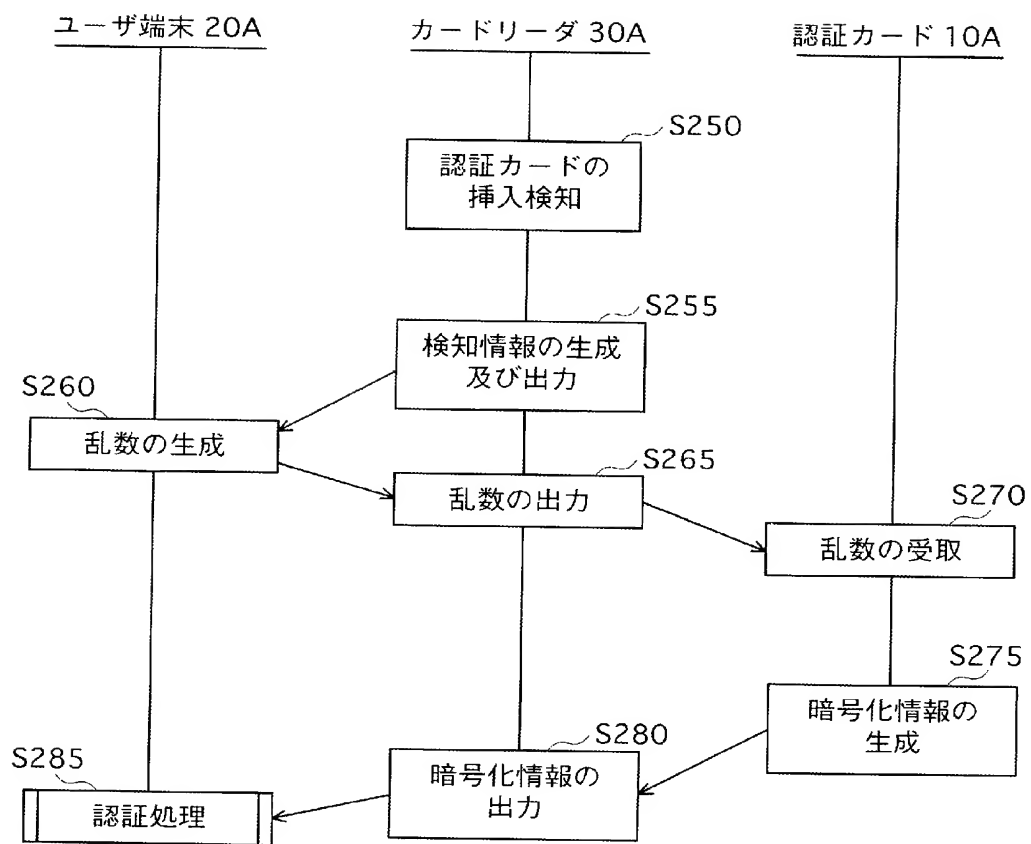 ユーザ端末 20A
カードリーダ 30A
認証カード 10A
S250
認証カードの
挿入検知
S255
検知情報の生成
及び出力
S260
乱数の生成
S265
乱数の出力
S270
乱数の受取
S275
暗号化情報の
生成
S280
暗号化情報の
出力
S285
認証処理